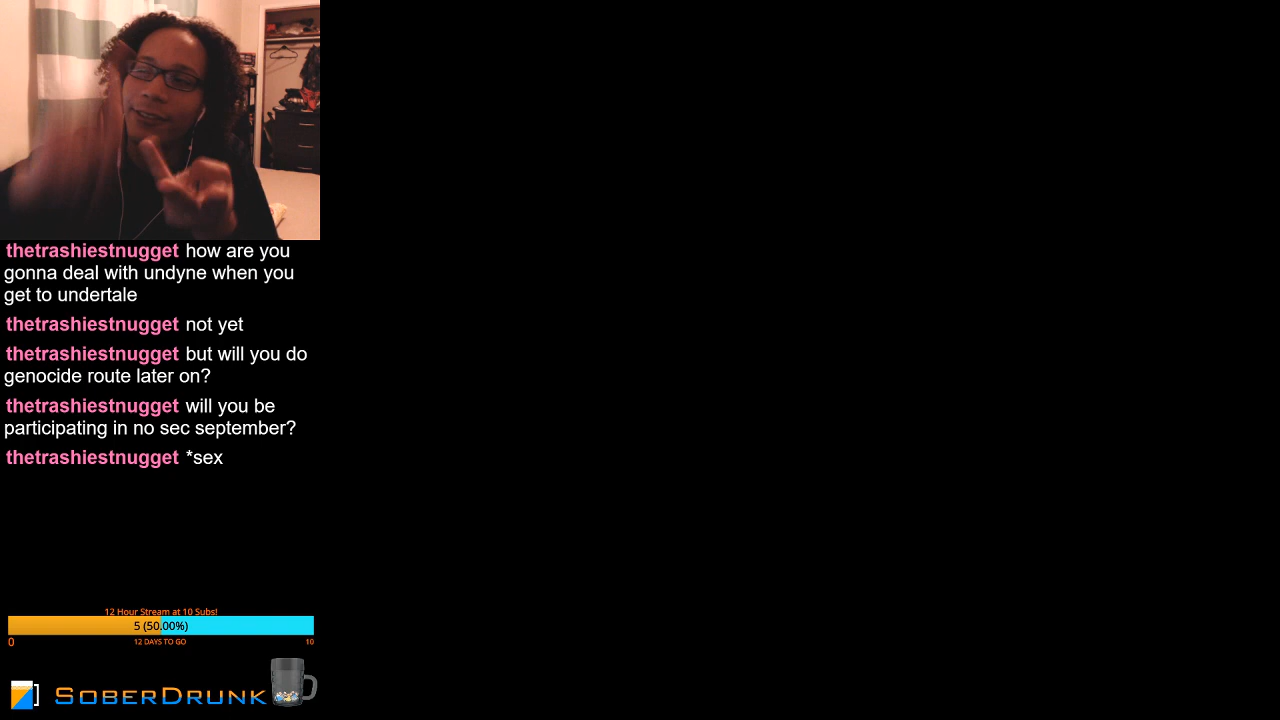 thetrashiestnugget how are you
gonna deal with undyne when you
get to undertale
thetrashiestnugget not yet
thetrashiestnugget but will you do
genocide route later on?
thetrashiestnugget will you be
participating in no sec september?
thetrashiestnugget *sex
12 Hour Stream at 10 Subs!
5 (50.00%)
0 12 DAYS TO GO 10
SOBERDRUNK